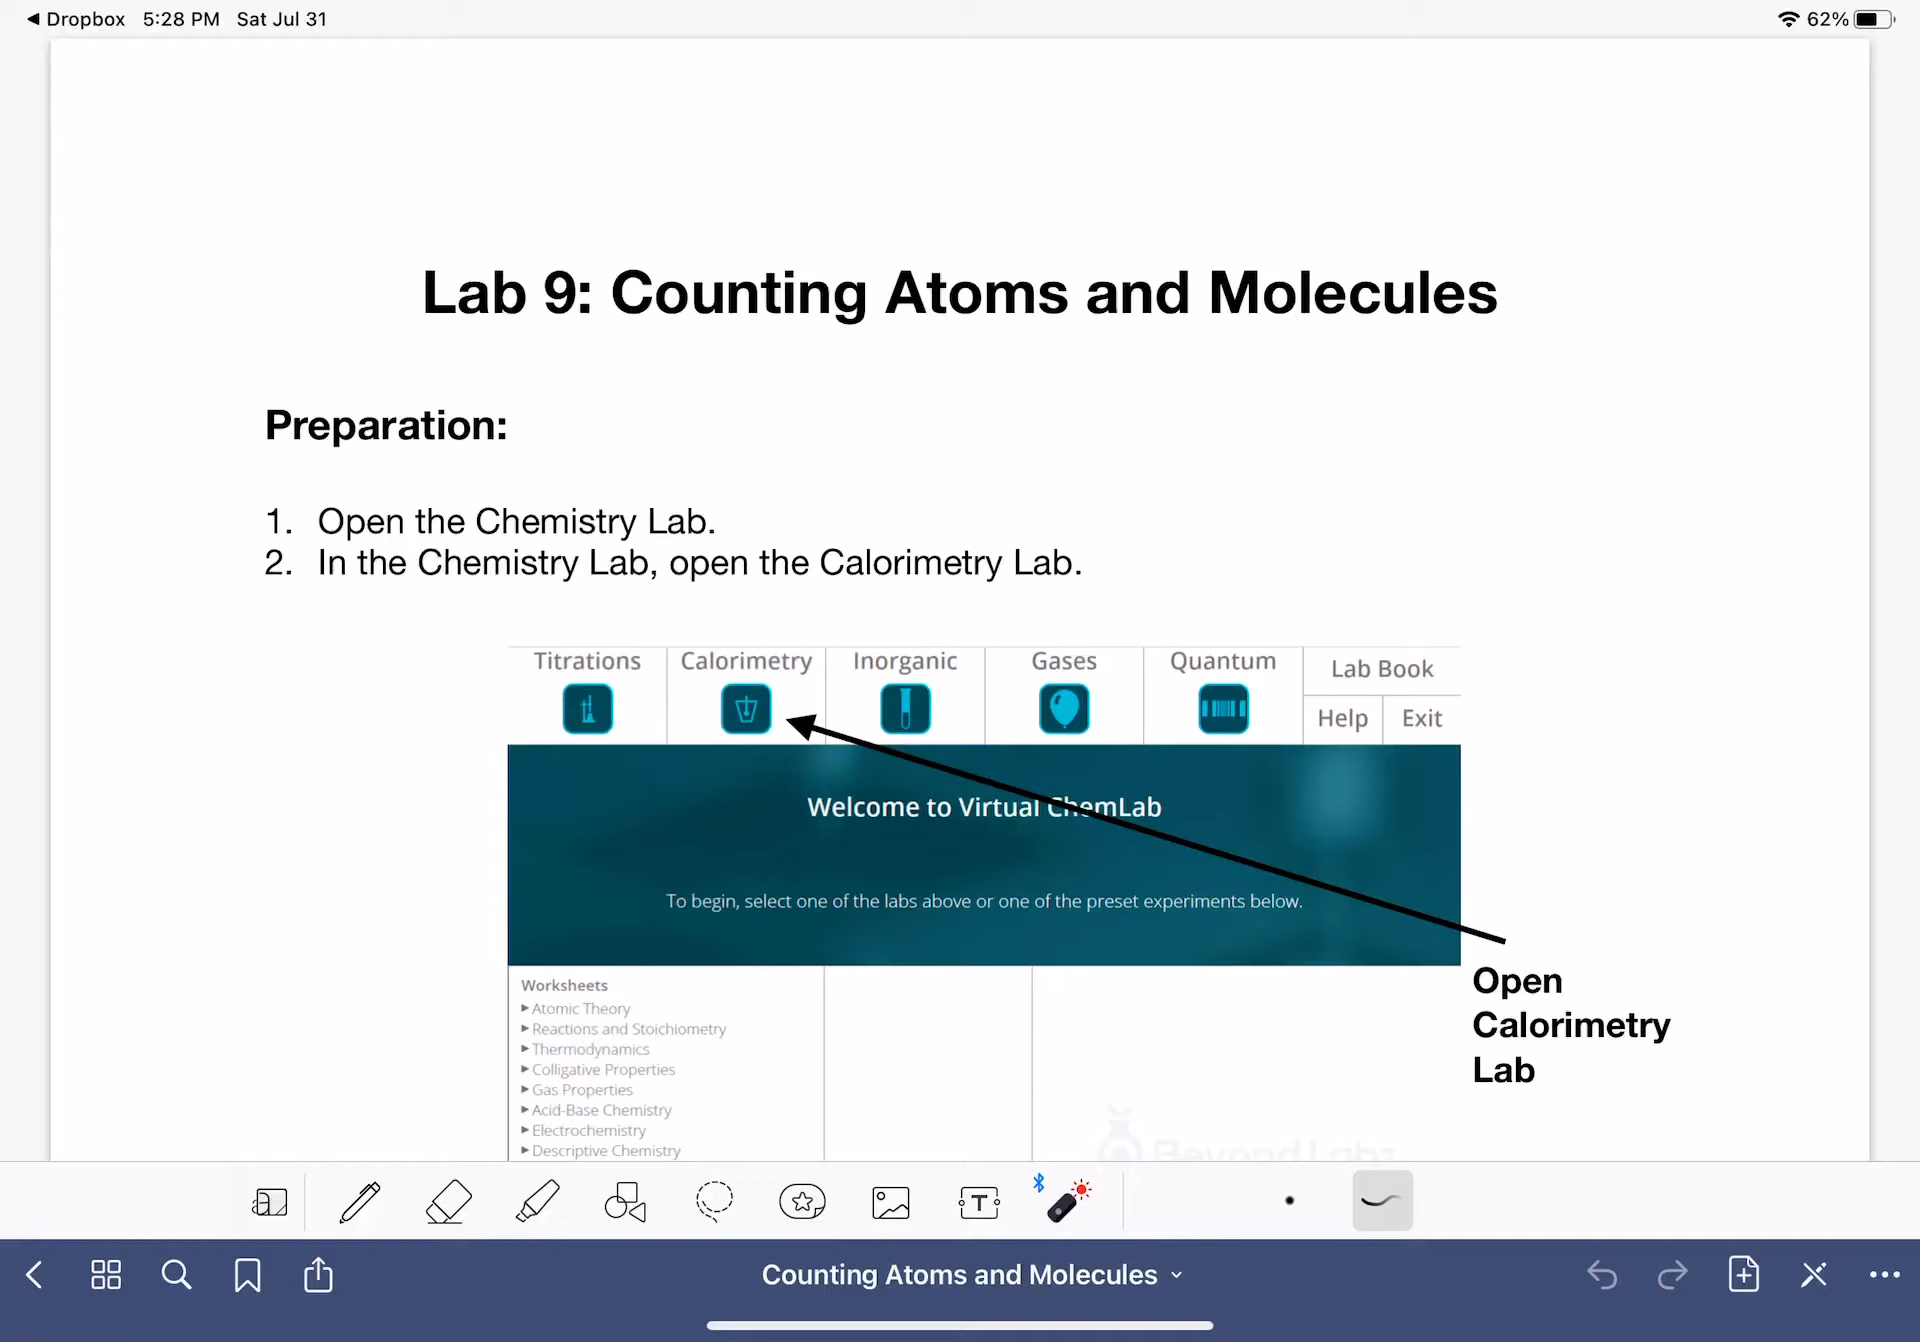 ◀ Dropbox 5:28 PM Sat Jul 31
62%
Lab 9: Counting Atoms and Molecules
Preparation:
1. Open the Chemistry Lab.
2. In the Chemistry Lab, open the Calorimetry Lab.
Titrations Calorimetry Inorganic Gases Quantum Lab Book
Help Exit
Welcome to Virtual ChemLab
To begin, select one of the labs above or one of the preset experiments below.
Open
Calorimetry
Lab
Worksheets
Atomic Theory
Reactions and Stoichiometry
Thermodynamics
Colligative Properties
Gas Properties
Acid-Base Chemistry
Electrochemistry
Descriptive Chemistry
Beyond Labz
a
T
Counting Atoms and Molecules